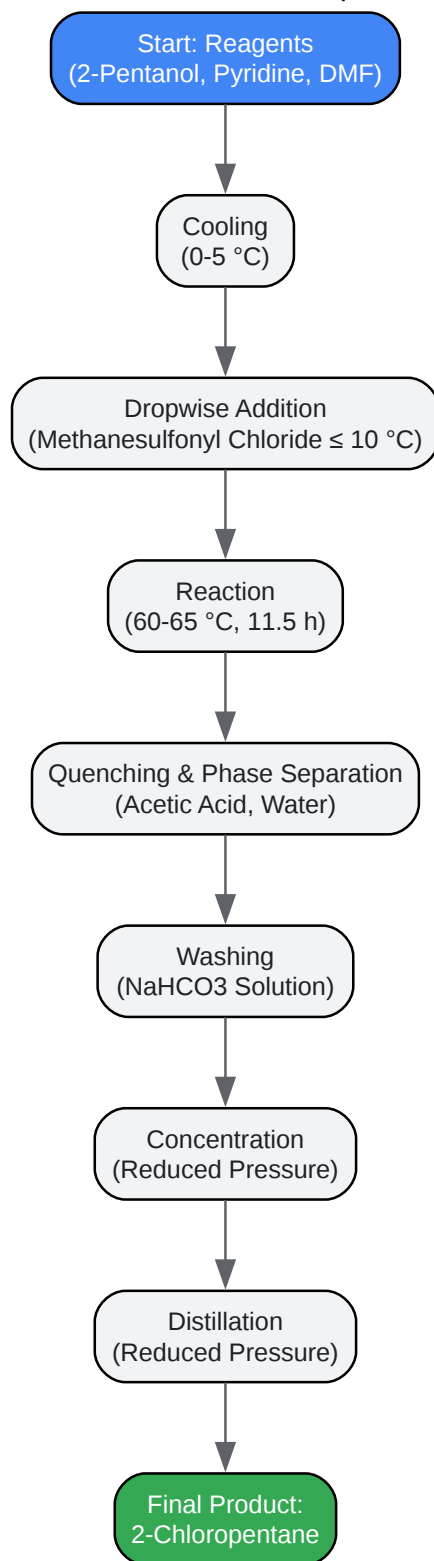 Start: Reagents
(2-Pentanol, Pyridine, DMF)
Cooling
(0-5 °C)
Dropwise Addition
(Methanesulfonyl Chloride ≤ 10 °C)
Reaction
(60-65 °C, 11.5 h)
Quenching & Phase Separation
(Acetic Acid, Water)
Washing
(NaHCO3 Solution)
Concentration
(Reduced Pressure)
Distillation
(Reduced Pressure)
Final Product:
2-Chloropentane